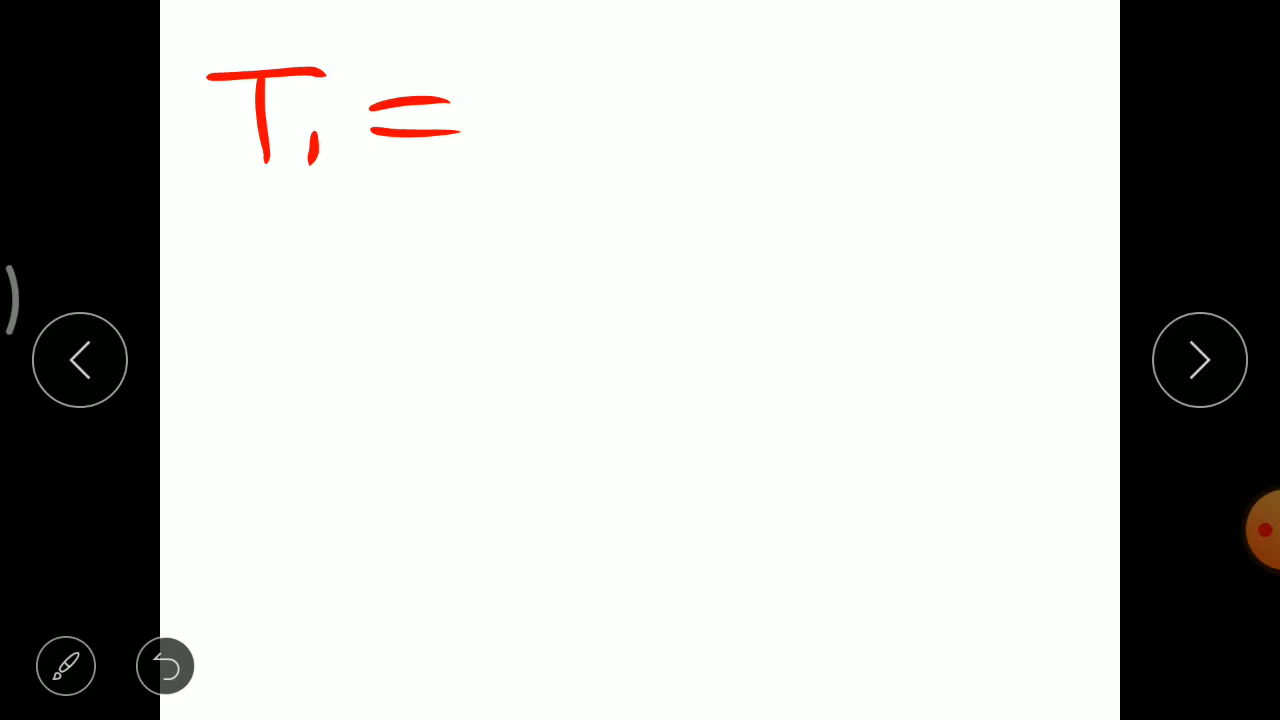 T₁ =